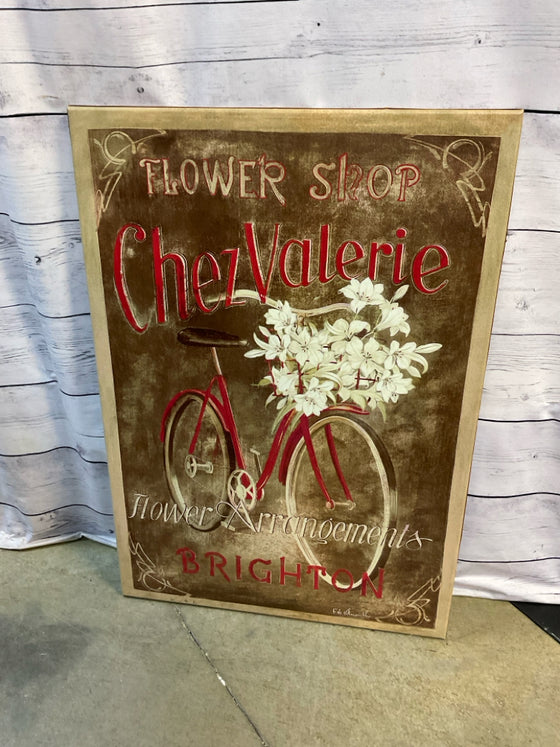 FLOWER SHOP
Chez Valerie
Flower Arrangements
BRIGHTON